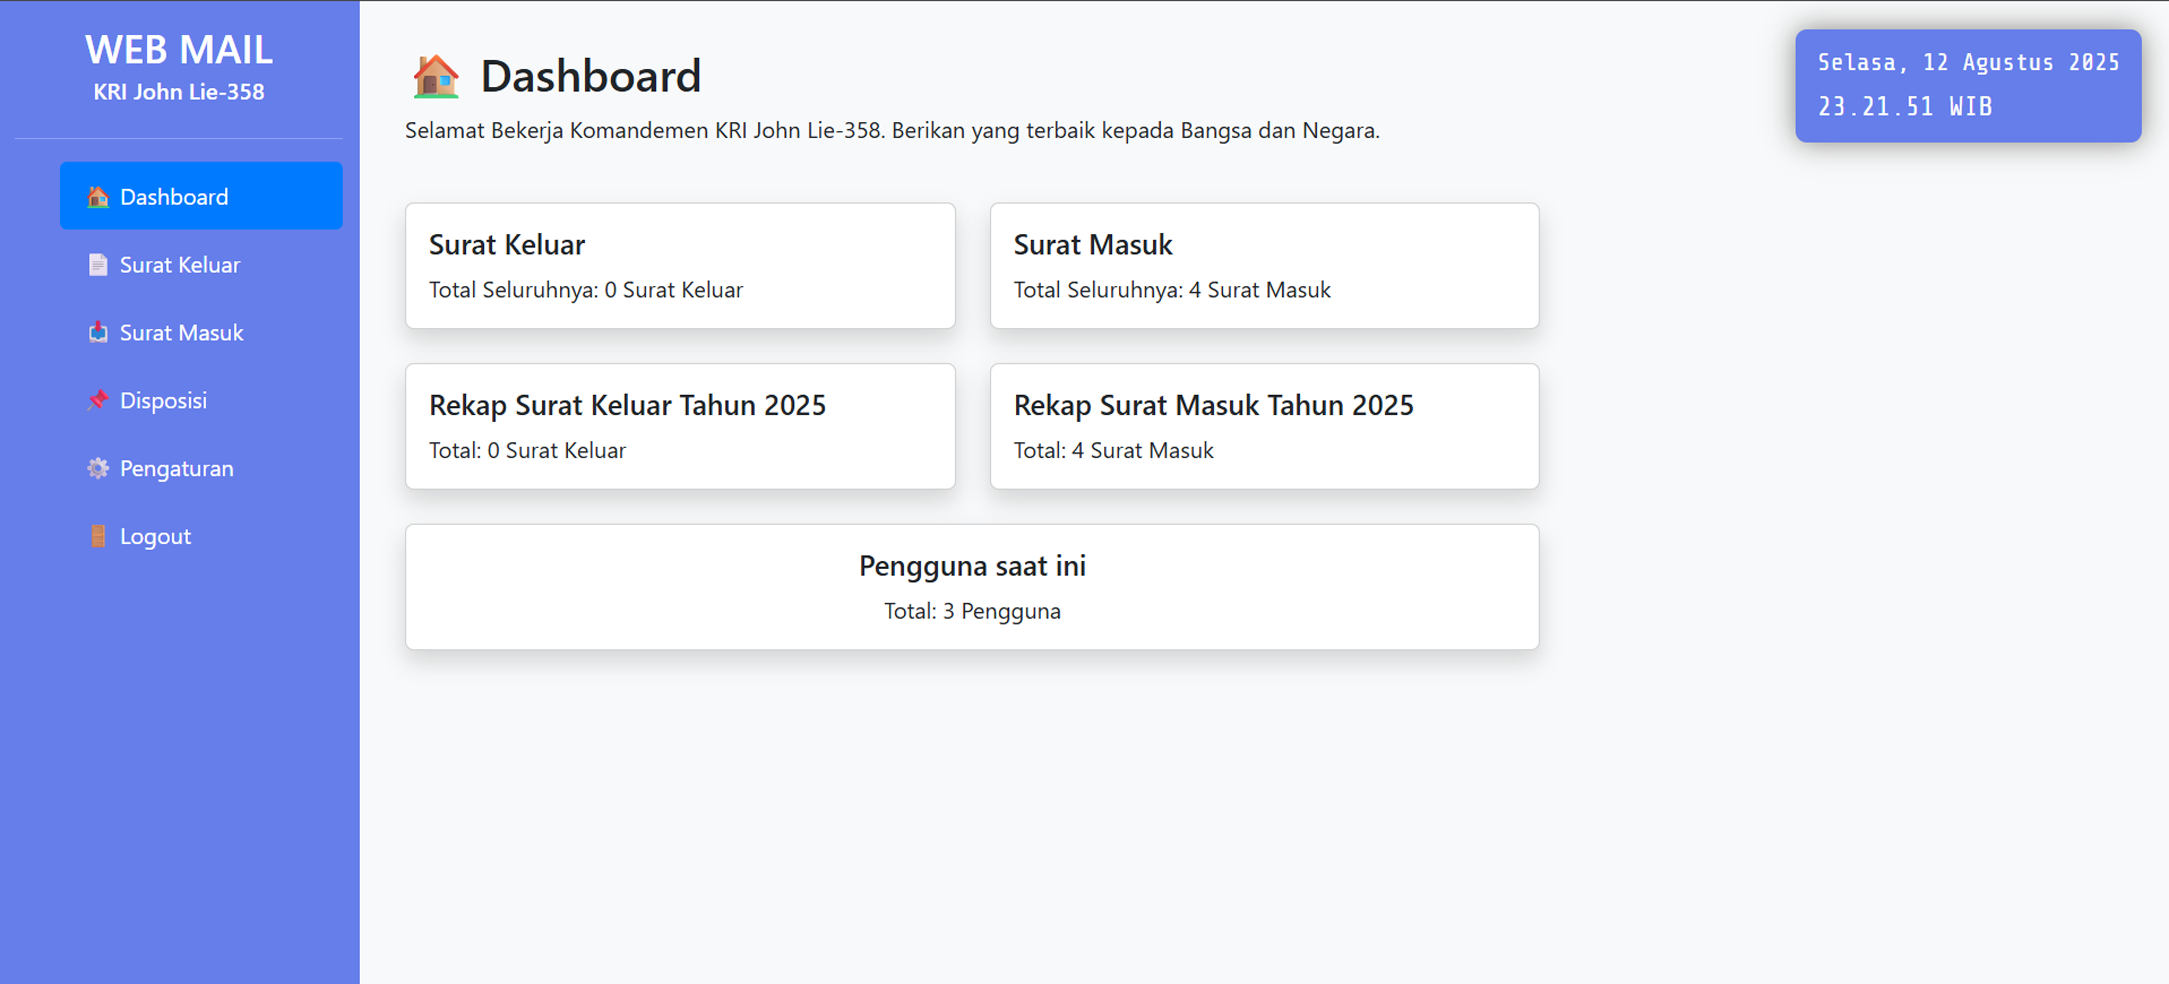 WEB MAIL
KRI John Lie-358
Dashboard
Surat Keluar
Surat Masuk
Disposisi
Pengaturan
Logout
Dashboard
Selamat Bekerja Komandemen KRI John Lie-358. Berikan yang terbaik kepada Bangsa dan Negara.
Selasa, 12 Agustus 2025
23.21.51 WIB
Surat Keluar
Total Seluruhnya: 0 Surat Keluar
Surat Masuk
Total Seluruhnya: 4 Surat Masuk
Rekap Surat Keluar Tahun 2025
Total: 0 Surat Keluar
Rekap Surat Masuk Tahun 2025
Total: 4 Surat Masuk
Pengguna saat ini
Total: 3 Pengguna